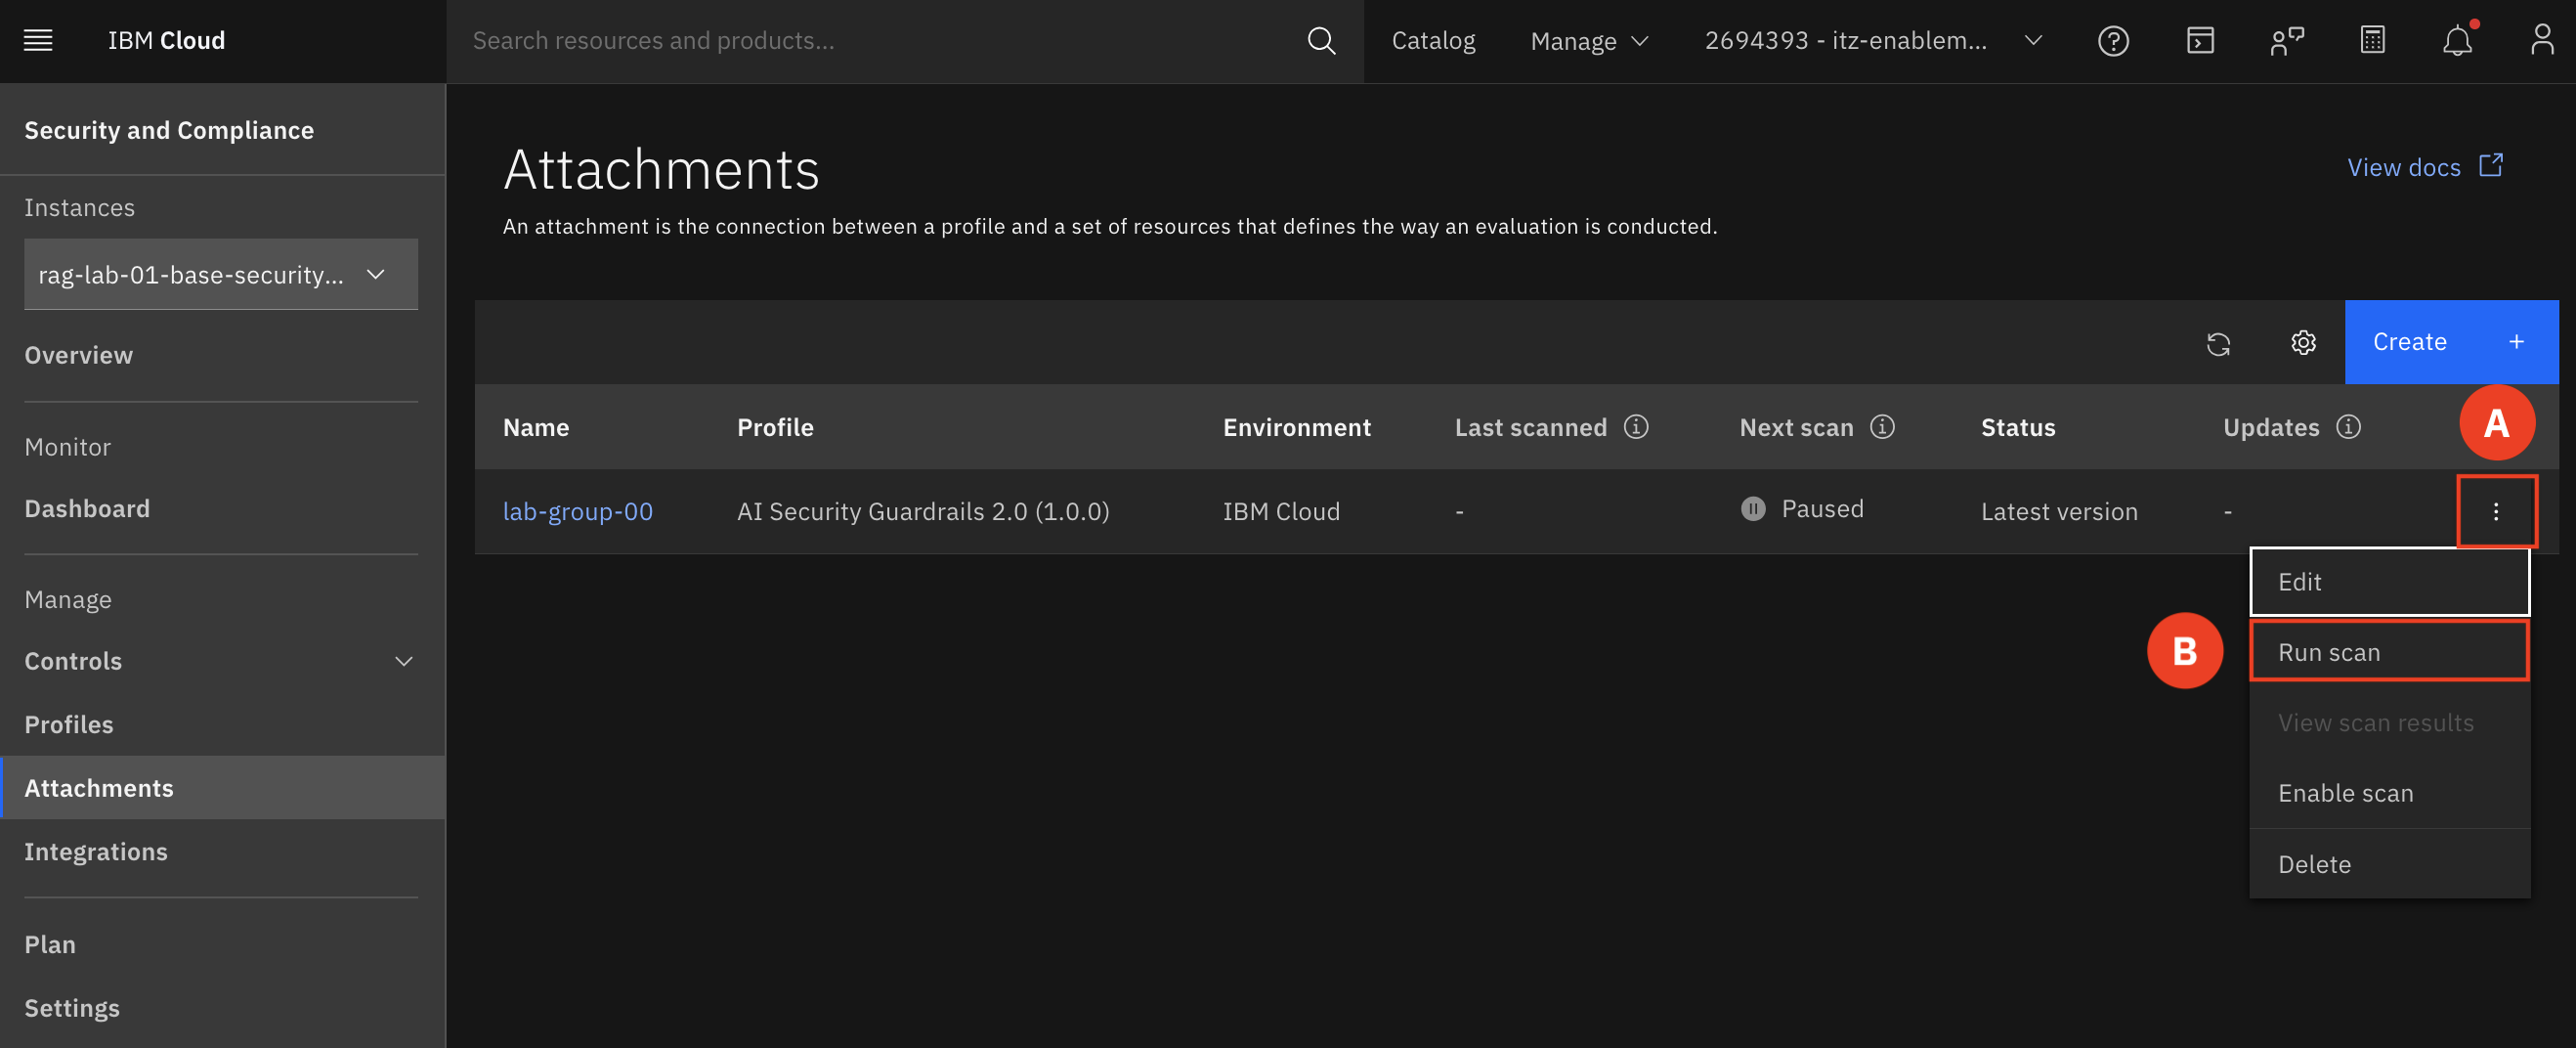 IBM Cloud
Search resources and products...
Catalog
Manage
2694393 - itz-enablem...
Security and Compliance
Instances
rag-lab-01-base-security...
Overview
Monitor
Dashboard
Manage
Controls
Profiles
Attachments
Integrations
Plan
Settings
Attachments
View docs
An attachment is the connection between a profile and a set of resources that defines the way an evaluation is conducted.
Create +
Name Profile Environment Last scanned Next scan Status Updates
A
lab-group-00 AI Security Guardrails 2.0 (1.0.0) IBM Cloud - Paused Latest version -
Edit
B
Run scan
View scan results
Enable scan
Delete